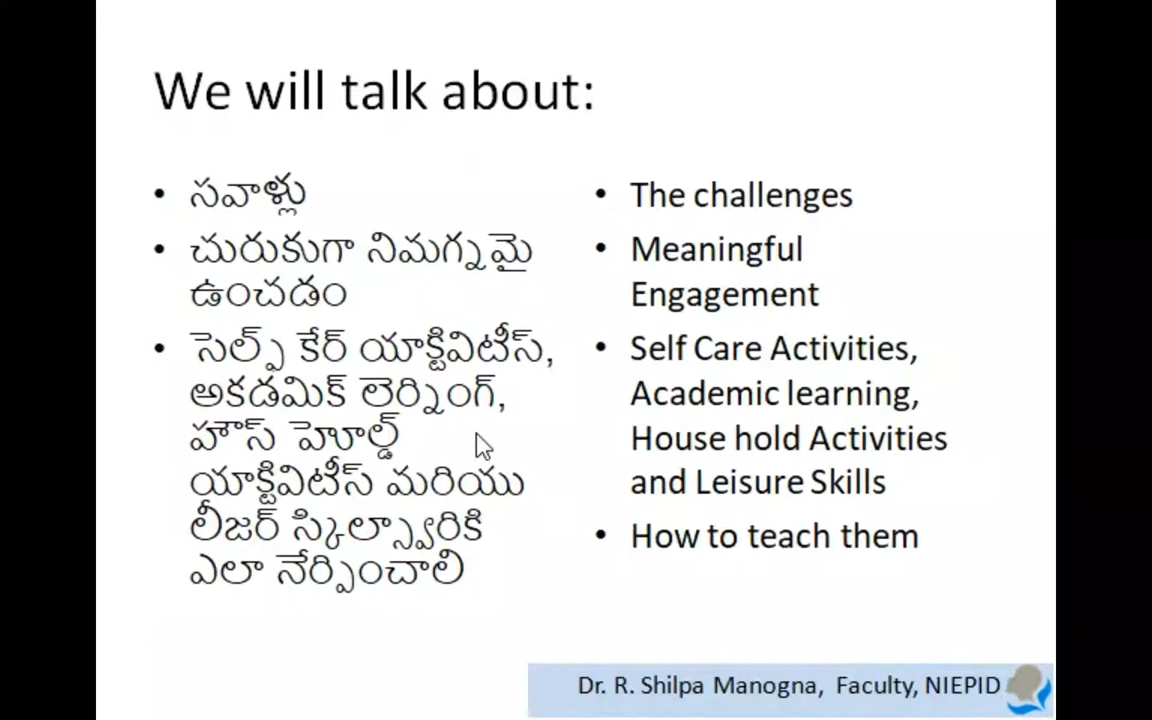 We will talk about:
• సవాళ్లు
• చురుకుగా నిమగ్నమై
ఉంచడం
• సెల్ఫ్ కేర్ యాక్టివిటీస్,
అకడమిక్ లెర్నింగ్,
హౌస్ హెూల్డ్
యాక్టివిటీస్ మరియు
లీజర్ స్కిల్స్వారికి
ఎలా నేర్పించాలి
• The challenges
• Meaningful
Engagement
• Self Care Activities,
Academic learning,
House hold Activities
and Leisure Skills
• How to teach them
Dr. R. Shilpa Manogna, Faculty, NIEPID